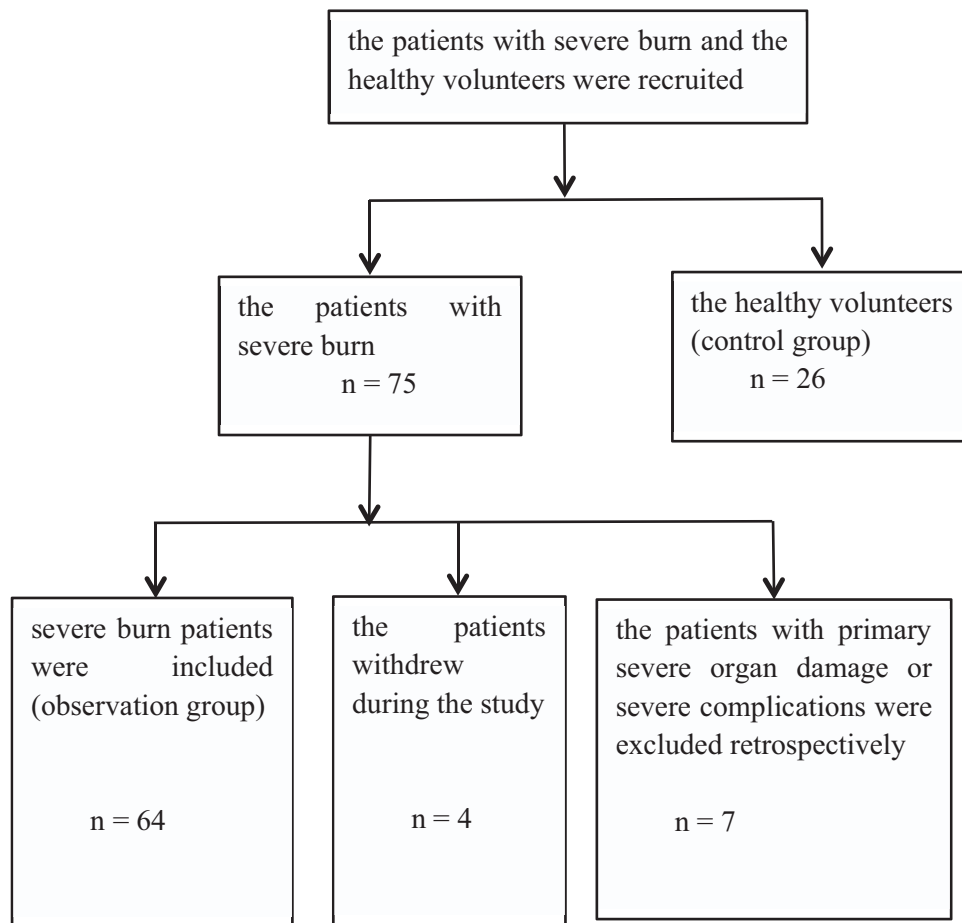 the patients with severe burn and the
healthy volunteers were recruited
the patients with
severe burn
n = 75
the healthy volunteers
(control group)
n = 26
severe burn patients
were included
(observation group)
n = 64
the patients
withdrew
during the study
n = 4
the patients with primary
severe organ damage or
severe complications were
excluded retrospectively
n = 7